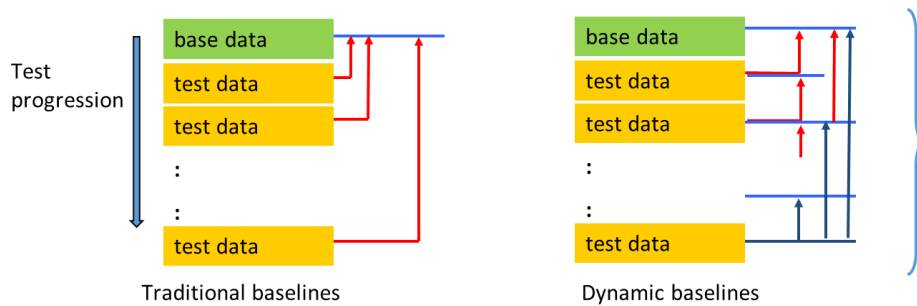 Test
progression
base data
test data
test data
:
:
test data
Traditional baselines
base data
test data
test data
:
:
test data
Dynamic baselines